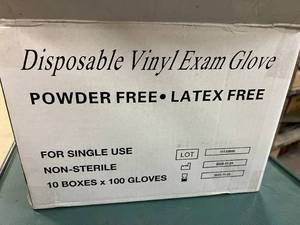 Disposable Vinyl Exam Glove
POWDER FREE • LATEX FREE
FOR SINGLE USE
LOT
NON-STERILE
10 BOXES x 100 GLOVES